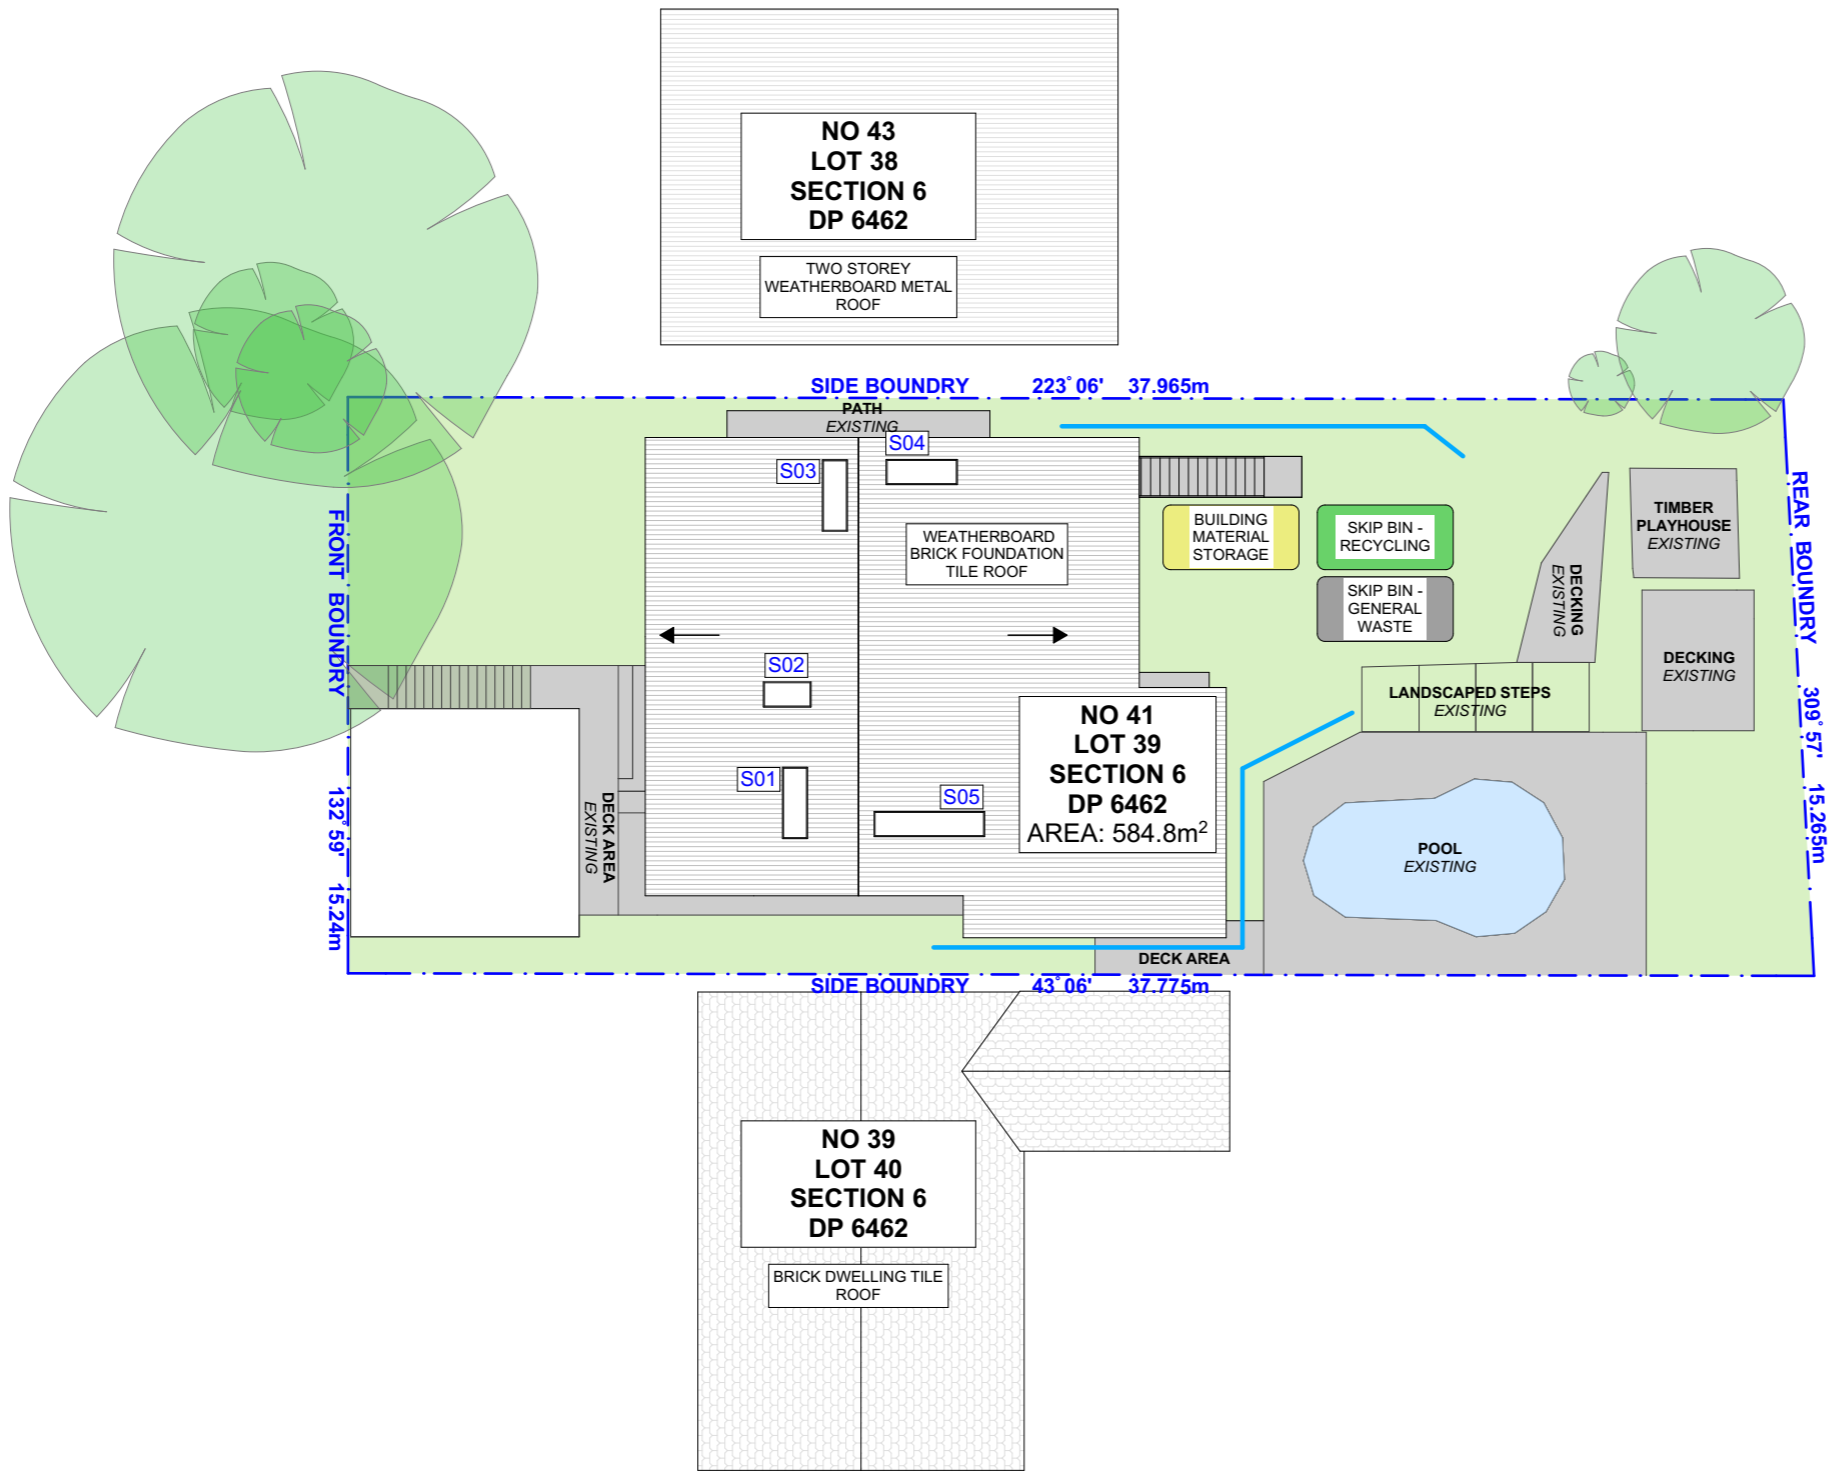 NO 43
LOT 38
SECTION 6
DP 6462
TWO STOREY
WEATHERBOARD METAL
ROOF
SIDE BOUNDRY 223° 06' 37.965m
PATH
EXISTING
S04
S03
WEATHERBOARD
BRICK FOUNDATION
TILE ROOF
BUILDING
MATERIAL
STORAGE
SKIP BIN -
RECYCLING
SKIP BIN -
GENERAL
WASTE
DECKING
EXISTING
TIMBER
PLAYHOUSE
EXISTING
DECKING
EXISTING
REAR BOUNDRY 309° 57' 15.265m
FRONT BOUNDRY 132° 59' 15.24m
S02
S01
S05
NO 41
LOT 39
SECTION 6
DP 6462
AREA: 584.8m²
LANDSCAPED STEPS
EXISTING
DECK AREA
EXISTING
POOL
EXISTING
DECK AREA
SIDE BOUNDRY 43° 06' 37.775m
NO 39
LOT 40
SECTION 6
DP 6462
BRICK DWELLING TILE
ROOF